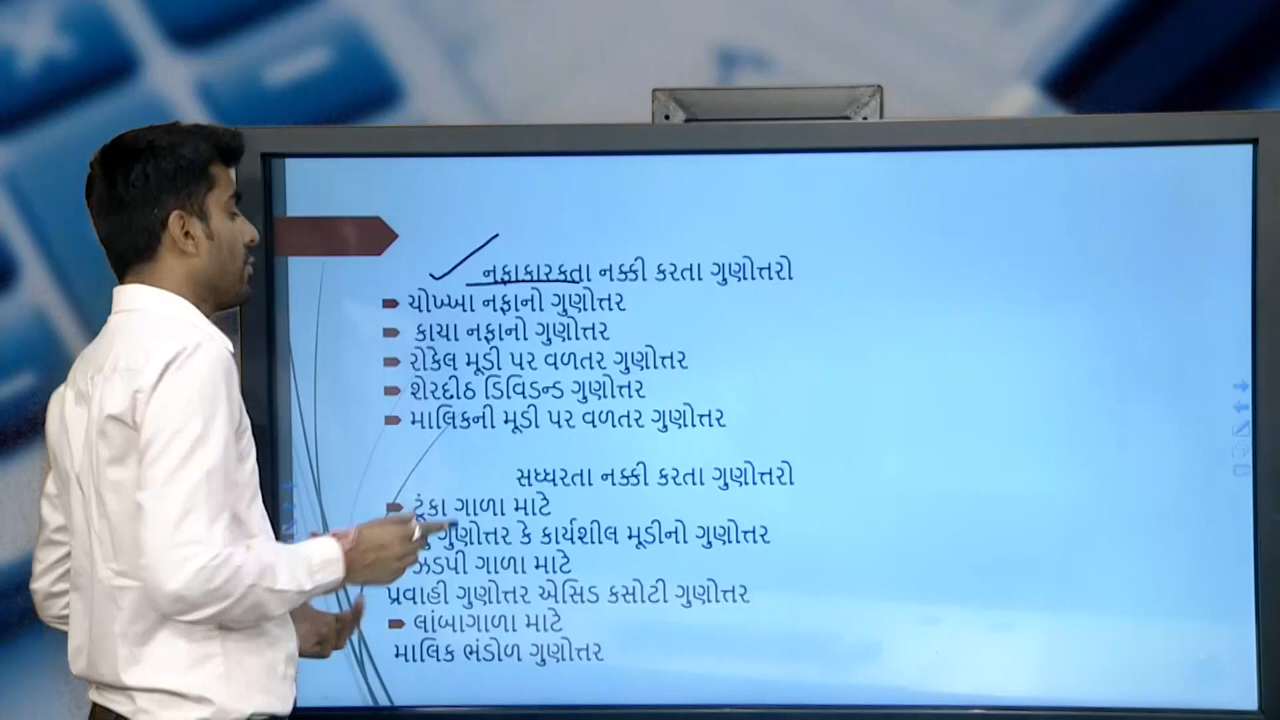 નફાકારકતા નક્કી કરતા ગુણોત્તરો
ચોખ્ખા નફાનો ગુણોત્તર
કાચા નફાનો ગુણોત્તર
રોકેલ મૂડી પર વળતર ગુણોત્તર
શેરદીઠ ડિવિડન્ડ ગુણોત્તર
માલિકની મૂડી પર વળતર ગુણોત્તર
સધ્ધરતા નક્કી કરતા ગુણોત્તરો
ટૂંકા ગાળા માટે
ગુણોત્તર કે કાર્યશીલ મૂડીનો ગુણોત્તર
ઝડપી ગાળા માટે
પ્રવાહી ગુણોત્તર એસિડ કસોટી ગુણોત્તર
લાંબાગાળા માટે
માલિક ભંડોળ ગુણોત્તર